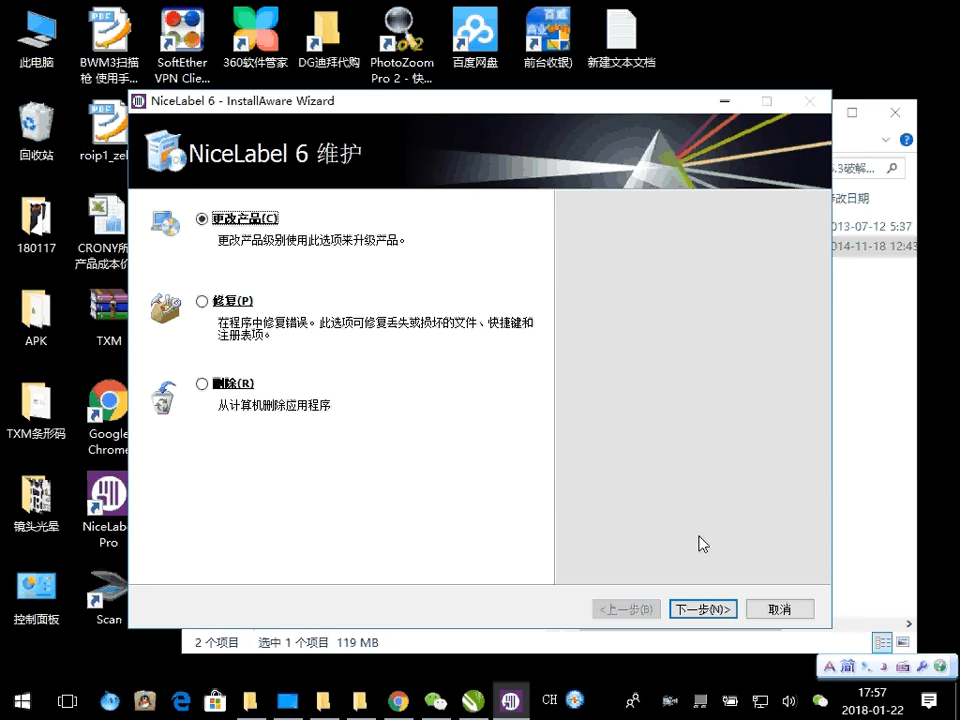 此电脑
BWM3扫描
枪 使用手...
SoftEther
VPN Clie...
360软件管家
DG迪拜代购
PhotoZoom
Pro 2 - 快...
百度网盘
前台收银)
新建文本文档
NiceLabel 6 - InstallAware Wizard
NiceLabel 6 维护
回收站
roip1_zel
.3破解...
修改日期
013-07-12 5:37
014-11-18 12:43
更改产品(C)
更改产品级别使用此选项来升级产品。
180117
CRONY所
产品成本价
修复(P)
在程序中修复错误。此选项可修复丢失或损坏的文件、快捷键和
注册表项。
APK
TXM
删除(R)
从计算机删除应用程序
TXM条形码
Google
Chrome
镜头光晕
NiceLab
Pro
控制面板
Scan
<上一步(B)
下一步(N)>
取消
2 个项目
选中 1 个项目 119 MB
A 简
CH
17:57
2018-01-22